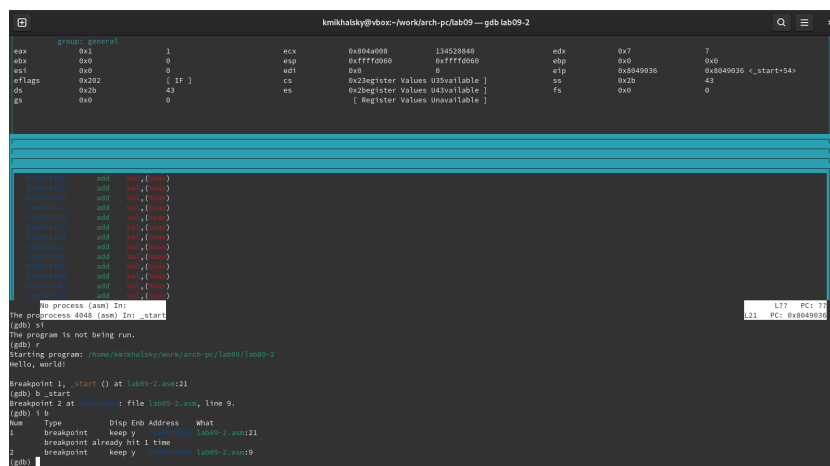 kmikhalsky@vbox:~/work/arch-pc/lab09 — gdb lab09-2
group: general
eax 0x1 1 ecx 0x804a008 134520840 edx 0x7 7
ebx 0x0 0 esp 0xffffd060 0xffffd060 ebp 0x0 0x0
esi 0x0 0 edi 0x0 0 eip 0x8049036 0x8049036 <_start+54>
eflags 0x202 [ IF ] cs 0x23egister Values U35vailable ] ss 0x2b 43
ds 0x2b 43 es 0x2begister Values U43vailable ] fs 0x0 0
gs 0x0 0 [ Register Values Unavailable ]
add %al,(%eax)
add %al,(%eax)
add %al,(%eax)
add %al,(%eax)
add %al,(%eax)
add %al,(%eax)
add %al,(%eax)
add %al,(%eax)
add %al,(%eax)
add %al,(%eax)
add %al,(%eax)
add %al,(%eax)
add %al,(%eax)
No process (asm) In: L?? PC: ??
The proprocess 4048 (asm) In: _start L21 PC: 0x8049036
(gdb) si
The program is not being run.
(gdb) r
Starting program: /home/kmikhalsky/work/arch-pc/lab09/lab09-2
Hello, world!
Breakpoint 1, _start () at lab09-2.asm:21
(gdb) b _start
Breakpoint 2 at : file lab09-2.asm, line 9.
(gdb) i b
Num Type Disp Enb Address What
1 breakpoint keep y lab09-2.asm:21
breakpoint already hit 1 time
2 breakpoint keep y lab09-2.asm:9
(gdb)